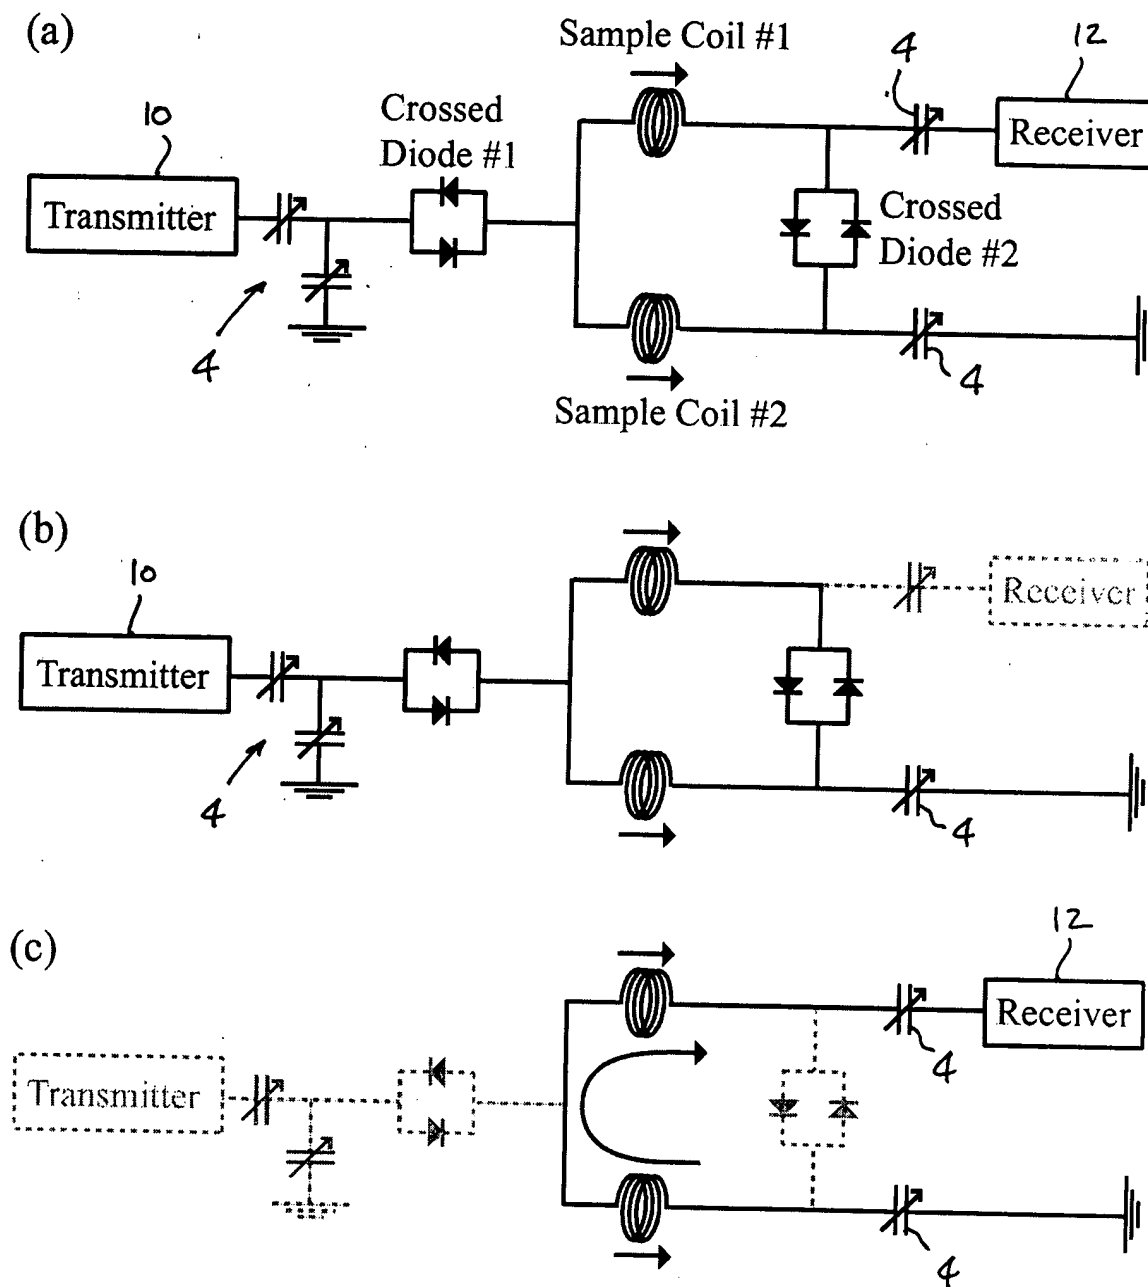 (a)
Sample Coil #1
4
12
10
Crossed
Diode #1
Receiver
Transmitter
Crossed
Diode #2
4
4
Sample Coil #2
(b)
10
Receiver
Transmitter
4
4
(c)
12
Receiver
4
Transmitter
4